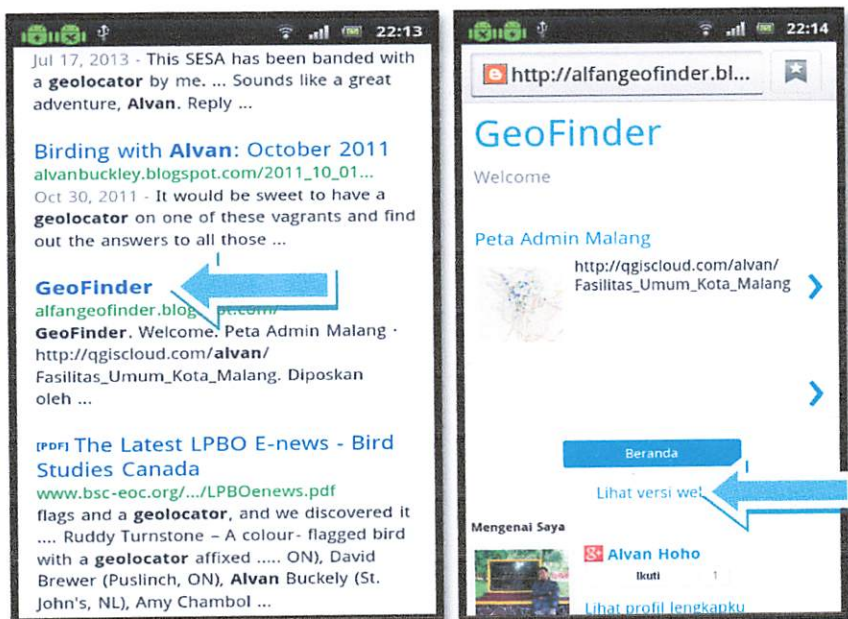 22:13
Jul 17, 2013 - This SESA has been banded with
a geolocator by me. ... Sounds like a great
adventure, Alvan. Reply ...
Birding with Alvan: October 2011
alvanbuckley.blogspot.com/2011_10_01...
Oct 30, 2011 - It would be sweet to have a
geolocator on one of these vagrants and find
out the answers to all those ...
GeoFinder
alfangeofinder.blogspot.com/
GeoFinder. Welcome. Peta Admin Malang ·
http://qgiscloud.com/alvan/
Fasilitas_Umum_Kota_Malang. Diposkan
oleh ...
[PDF] The Latest LPBO E-news - Bird
Studies Canada
www.bsc-eoc.org/.../LPBOenews.pdf
flags and a geolocator, and we discovered it
.... Ruddy Turnstone – A colour- flagged bird
with a geolocator affixed ..... ON), David
Brewer (Puslinch, ON), Alvan Buckely (St.
John's, NL), Amy Chambol ...
22:14
http://alfangeofinder.bl...
GeoFinder
Welcome
Peta Admin Malang
http://qgiscloud.com/alvan/
Fasilitas_Umum_Kota_Malang
Beranda
Lihat versi
Mengenai Saya
Alvan Hoho
Ikuti 1
Lihat profil lengkapku